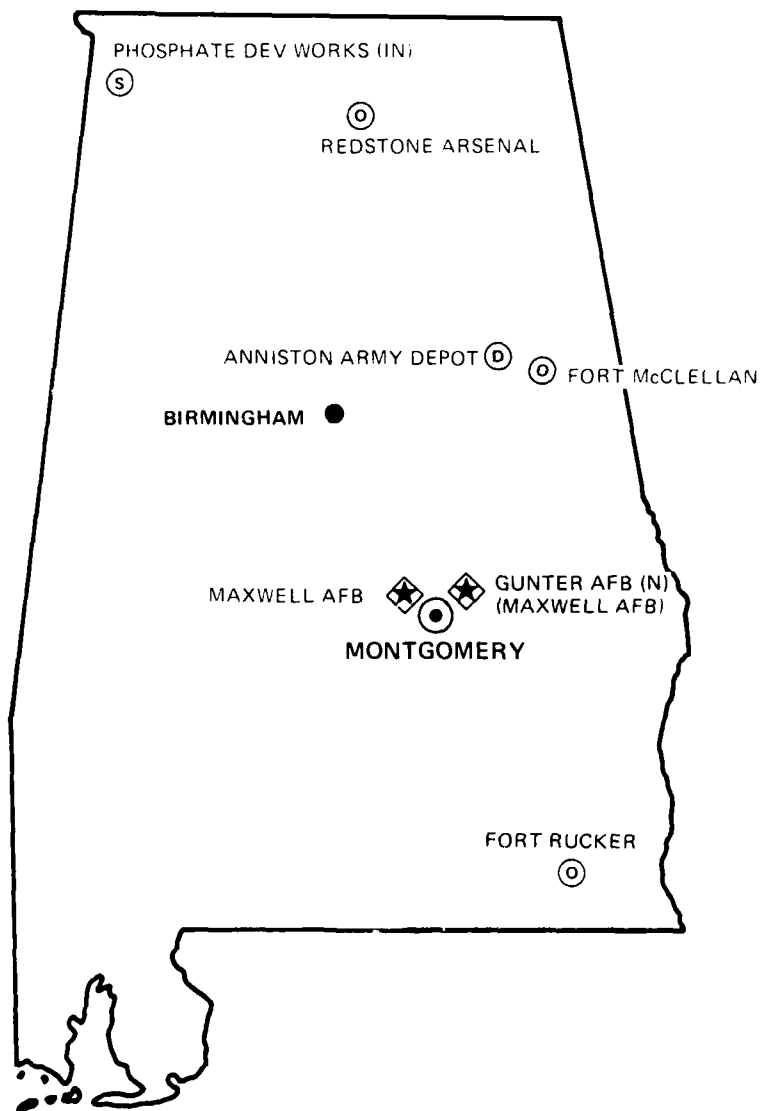 PHOSPHATE DEV WORKS (IN)
S
O
REDSTONE ARSENAL
ANNISTON ARMY DEPOT D
O FORT McCLELLAN
BIRMINGHAM
MAXWELL AFB
GUNTER AFB (N)
(MAXWELL AFB)
MONTGOMERY
FORT RUCKER
O